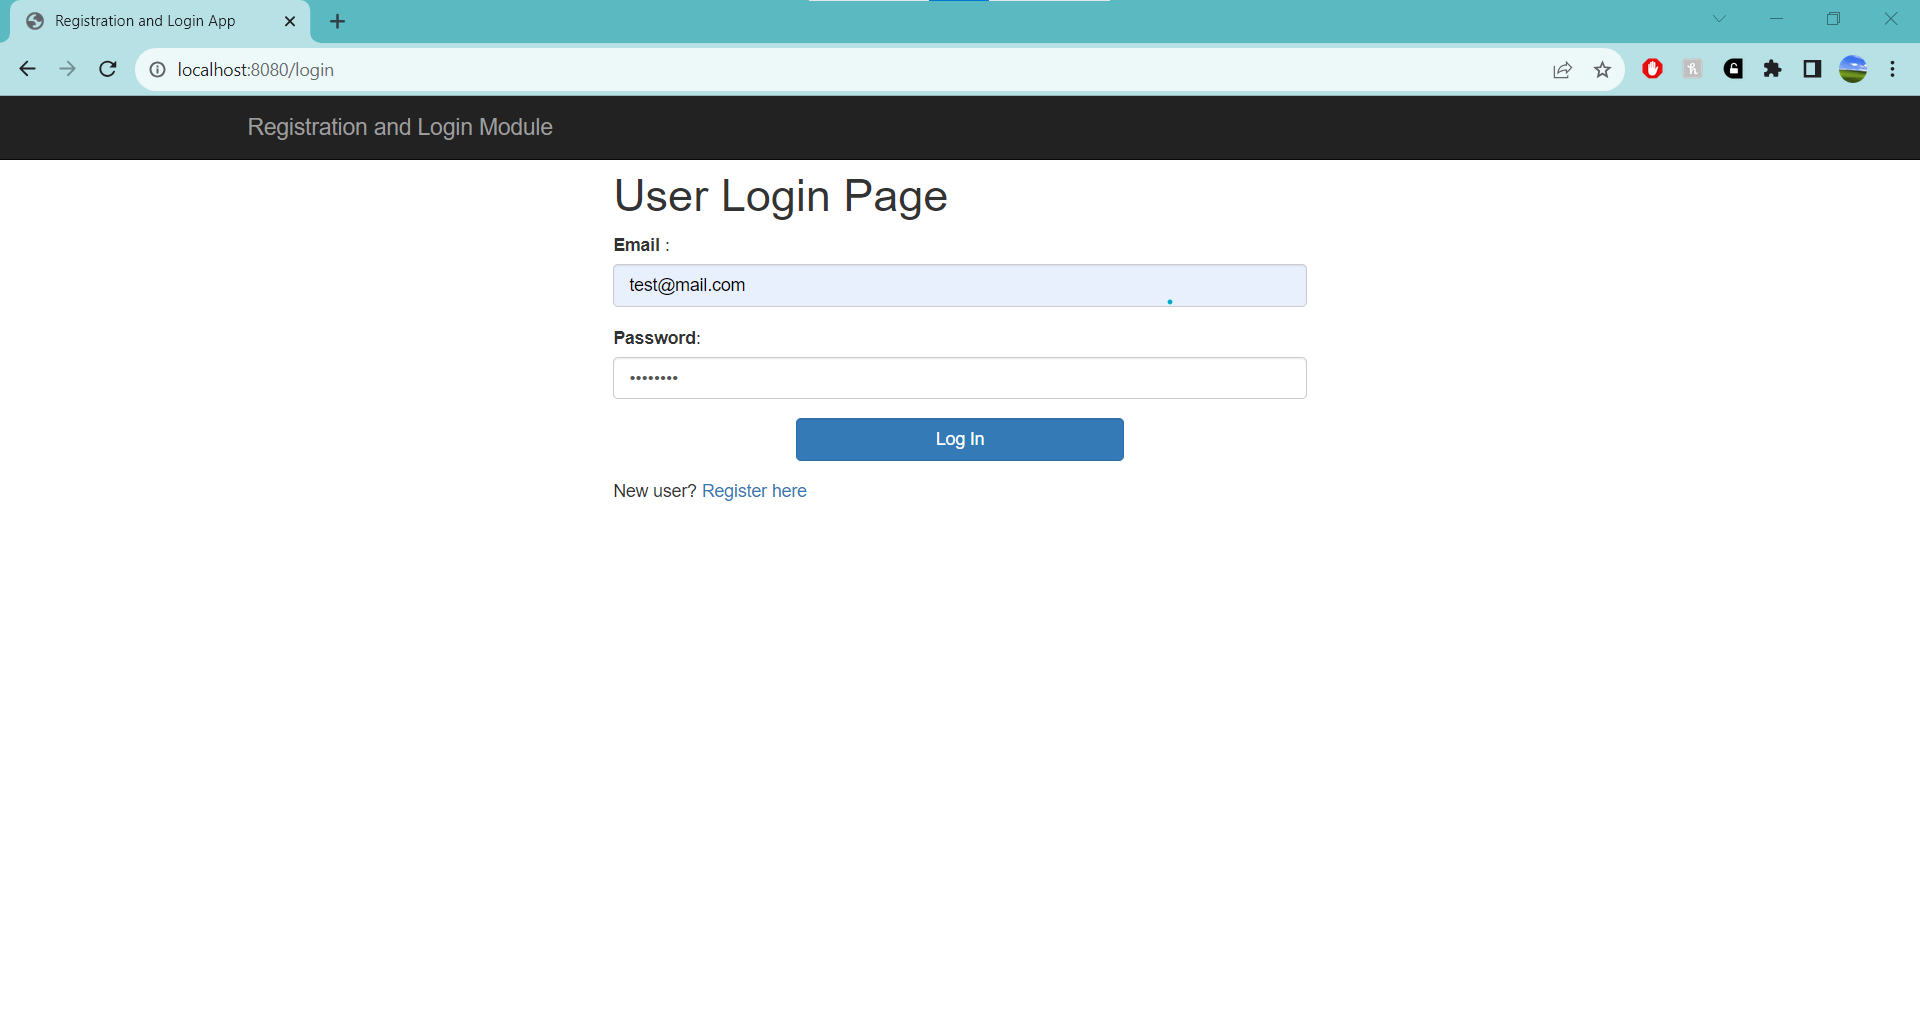 Registration and Login App
localhost:8080/login
Registration and Login Module
User Login Page
Email :
test@mail.com
Password:
••••••••
Log In
New user? Register here